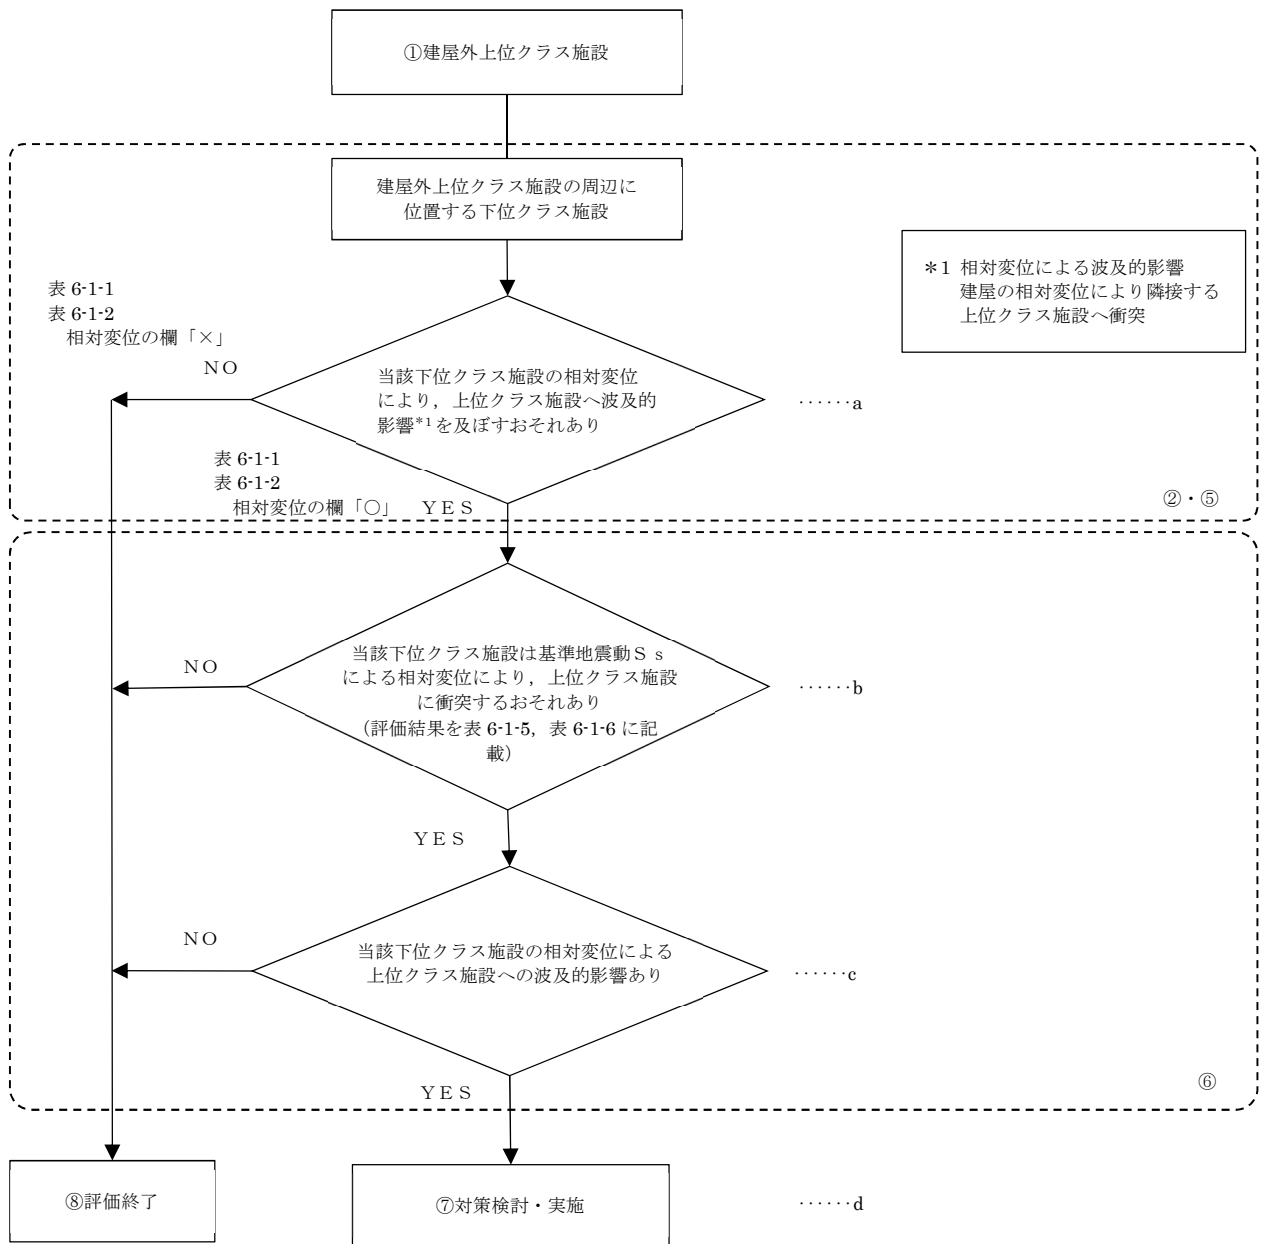 ①建屋外上位クラス施設
建屋外上位クラス施設の周辺に
位置する下位クラス施設
＊1 相対変位による波及的影響
建屋の相対変位により隣接する
上位クラス施設へ衝突
表 6-1-1
表 6-1-2
相対変位の欄「×」
ＮＯ
当該下位クラス施設の相対変位
により，上位クラス施設へ波及的
影響*1を及ぼすおそれあり
······a
表 6-1-1
表 6-1-2
相対変位の欄「○」 ＹＥＳ
②・⑤
ＮＯ
当該下位クラス施設は基準地震動Ｓｓ
による相対変位により，上位クラス施設
に衝突するおそれあり
（評価結果を表 6-1-5，表 6-1-6 に記
載）
······b
ＹＥＳ
ＮＯ
当該下位クラス施設の相対変位による
上位クラス施設への波及的影響あり
······c
ＹＥＳ
⑥
⑧評価終了
⑦対策検討・実施
······d